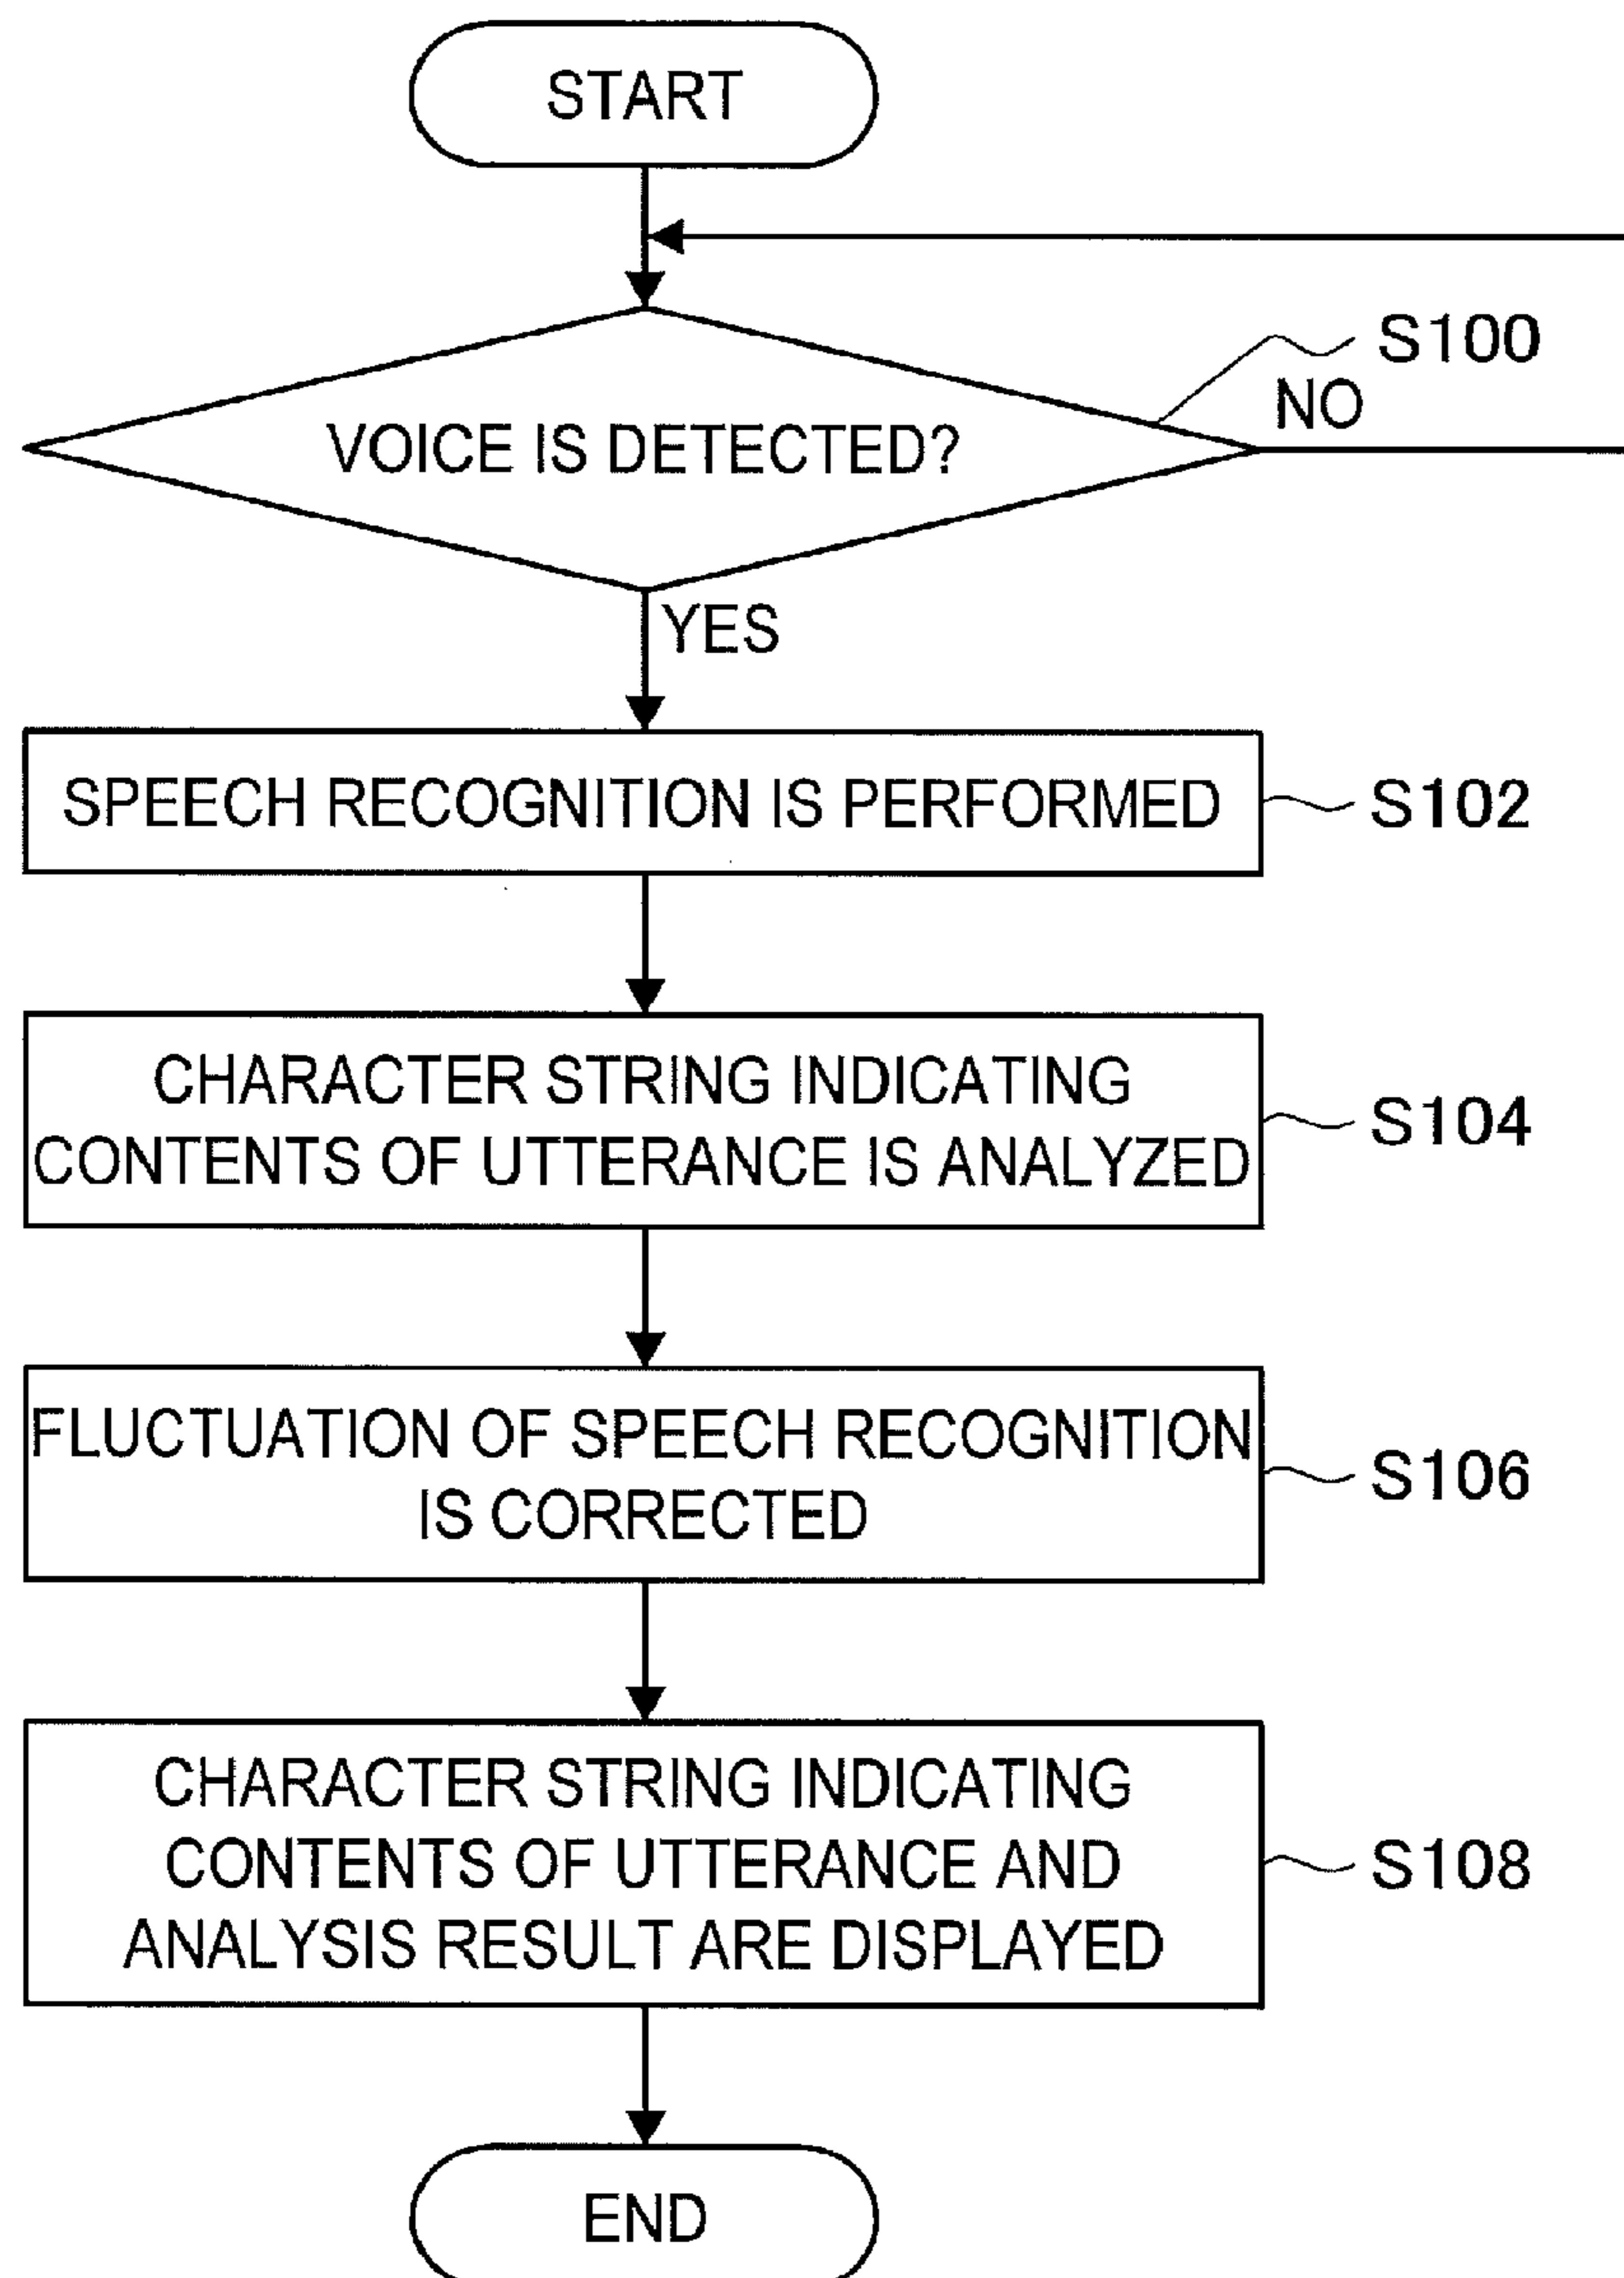 START
S100
NO
VOICE IS DETECTED?
YES
SPEECH RECOGNITION IS PERFORMED
S102
CHARACTER STRING INDICATING
CONTENTS OF UTTERANCE IS ANALYZED
S104
FLUCTUATION OF SPEECH RECOGNITION
IS CORRECTED
S106
CHARACTER STRING INDICATING
CONTENTS OF UTTERANCE AND
ANALYSIS RESULT ARE DISPLAYED
S108
END